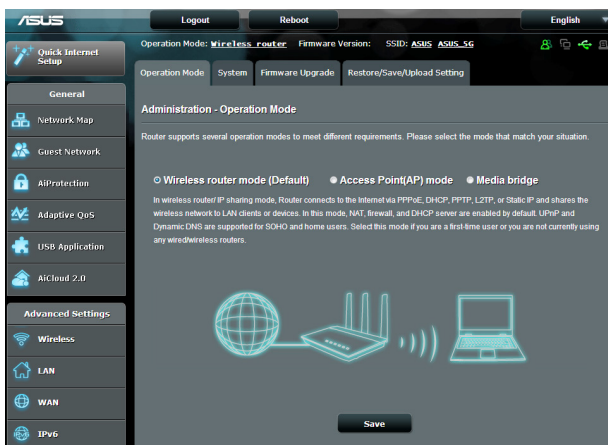 ASUS
Logout
Reboot
English
Quick Internet
Setup
Operation Mode: Wireless router Firmware Version: SSID: ASUS ASUS_5G
Operation Mode
System
Firmware Upgrade
Restore/Save/Upload Setting
General
Network Map
Guest Network
AiProtection
Adaptive QoS
USB Application
AiCloud 2.0
Advanced Settings
Wireless
LAN
WAN
IPv6
Administration - Operation Mode
Router supports several operation modes to meet different requirements. Please select the mode that match your situation.
Wireless router mode (Default)
Access Point(AP) mode
Media bridge
In wireless router/ IP sharing mode, Router connects to the Internet via PPPoE, DHCP, PPTP, L2TP, or Static IP and shares the
wireless network to LAN clients or devices. In this mode, NAT, firewall, and DHCP server are enabled by default. UPnP and
Dynamic DNS are supported for SOHO and home users. Select this mode if you are a first-time user or you are not currently using
any wired/wireless routers.
Save